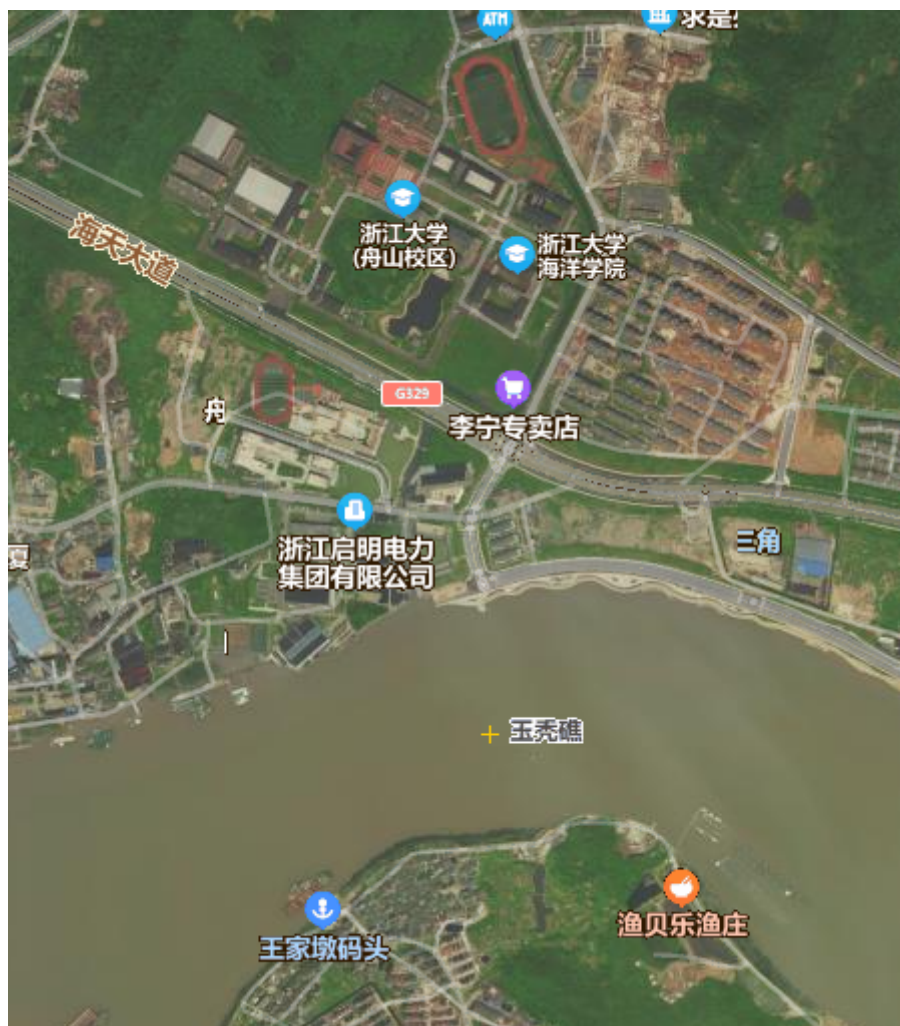 ATM
海天大道
浙江大学
(舟山校区)
浙江大学
海洋学院
G329
舟
李宁专卖店
浙江启明电力
集团有限公司
三角
夏
玉秃礁
渔贝乐渔庄
王家墩码头